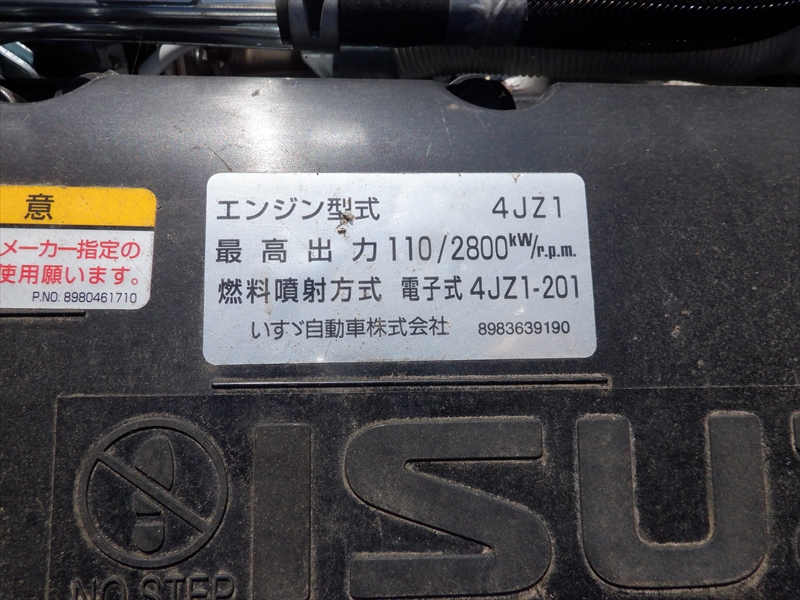 意
メーカー指定の
使用願います。
P.NO. 8980461710
エンジン型式 4JZ1
最高出力 110/2800kW/r.p.m.
燃料噴射方式 電子式 4JZ1-201
いすゞ自動車株式会社 8983639190
ISU
NO STEP